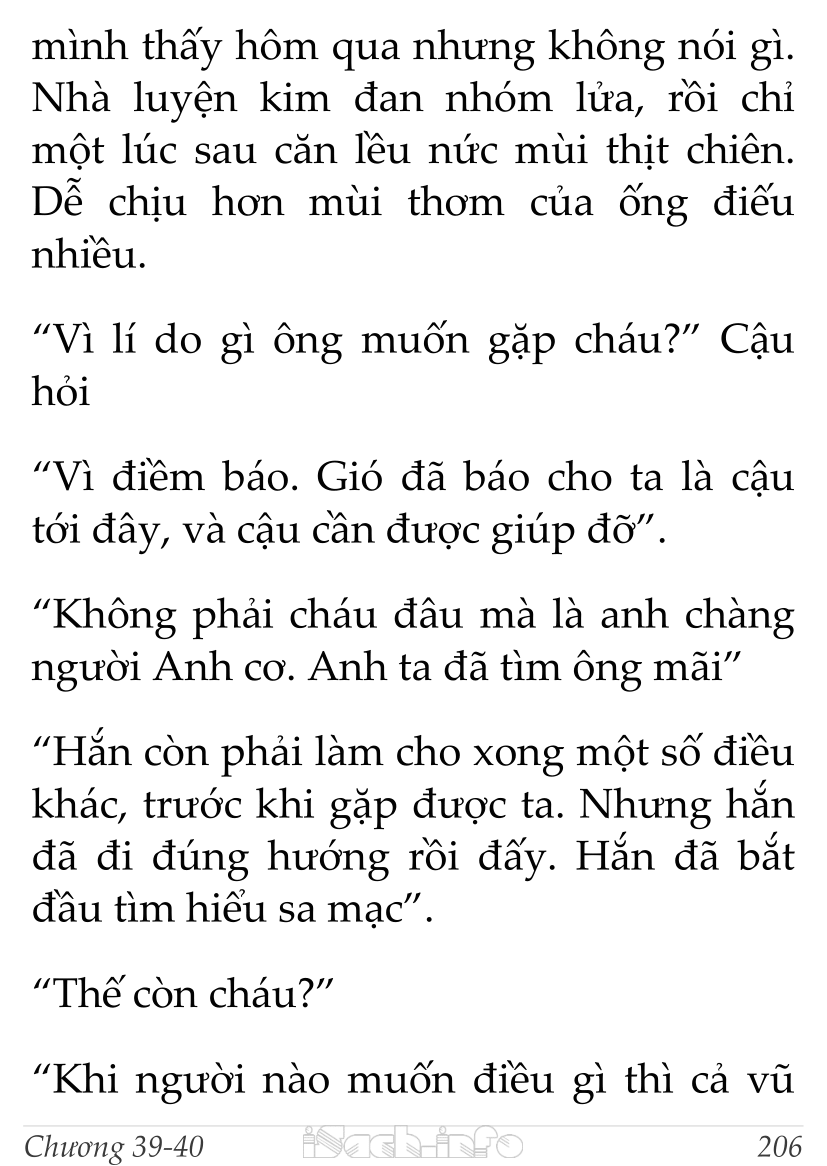 mình thấy hôm qua nhưng không nói gì.
Nhà luyện kim đan nhóm lửa, rồi chỉ
một lúc sau căn lều nức mùi thịt chiên.
Dễ chịu hơn mùi thơm của ống điếu
nhiều.
“Vì lí do gì ông muốn gặp cháu?” Cậu
hỏi
“Vì điềm báo. Gió đã báo cho ta là cậu
tới đây, và cậu cần được giúp đỡ”.
“Không phải cháu đâu mà là anh chàng
người Anh cơ. Anh ta đã tìm ông mãi”
“Hắn còn phải làm cho xong một số điều
khác, trước khi gặp được ta. Nhưng hắn
đã đi đúng hướng rồi đấy. Hắn đã bắt
đầu tìm hiểu sa mạc”.
“Thế còn cháu?”
“Khi người nào muốn điều gì thì cả vũ
Chương 39-40 iSach.info 206